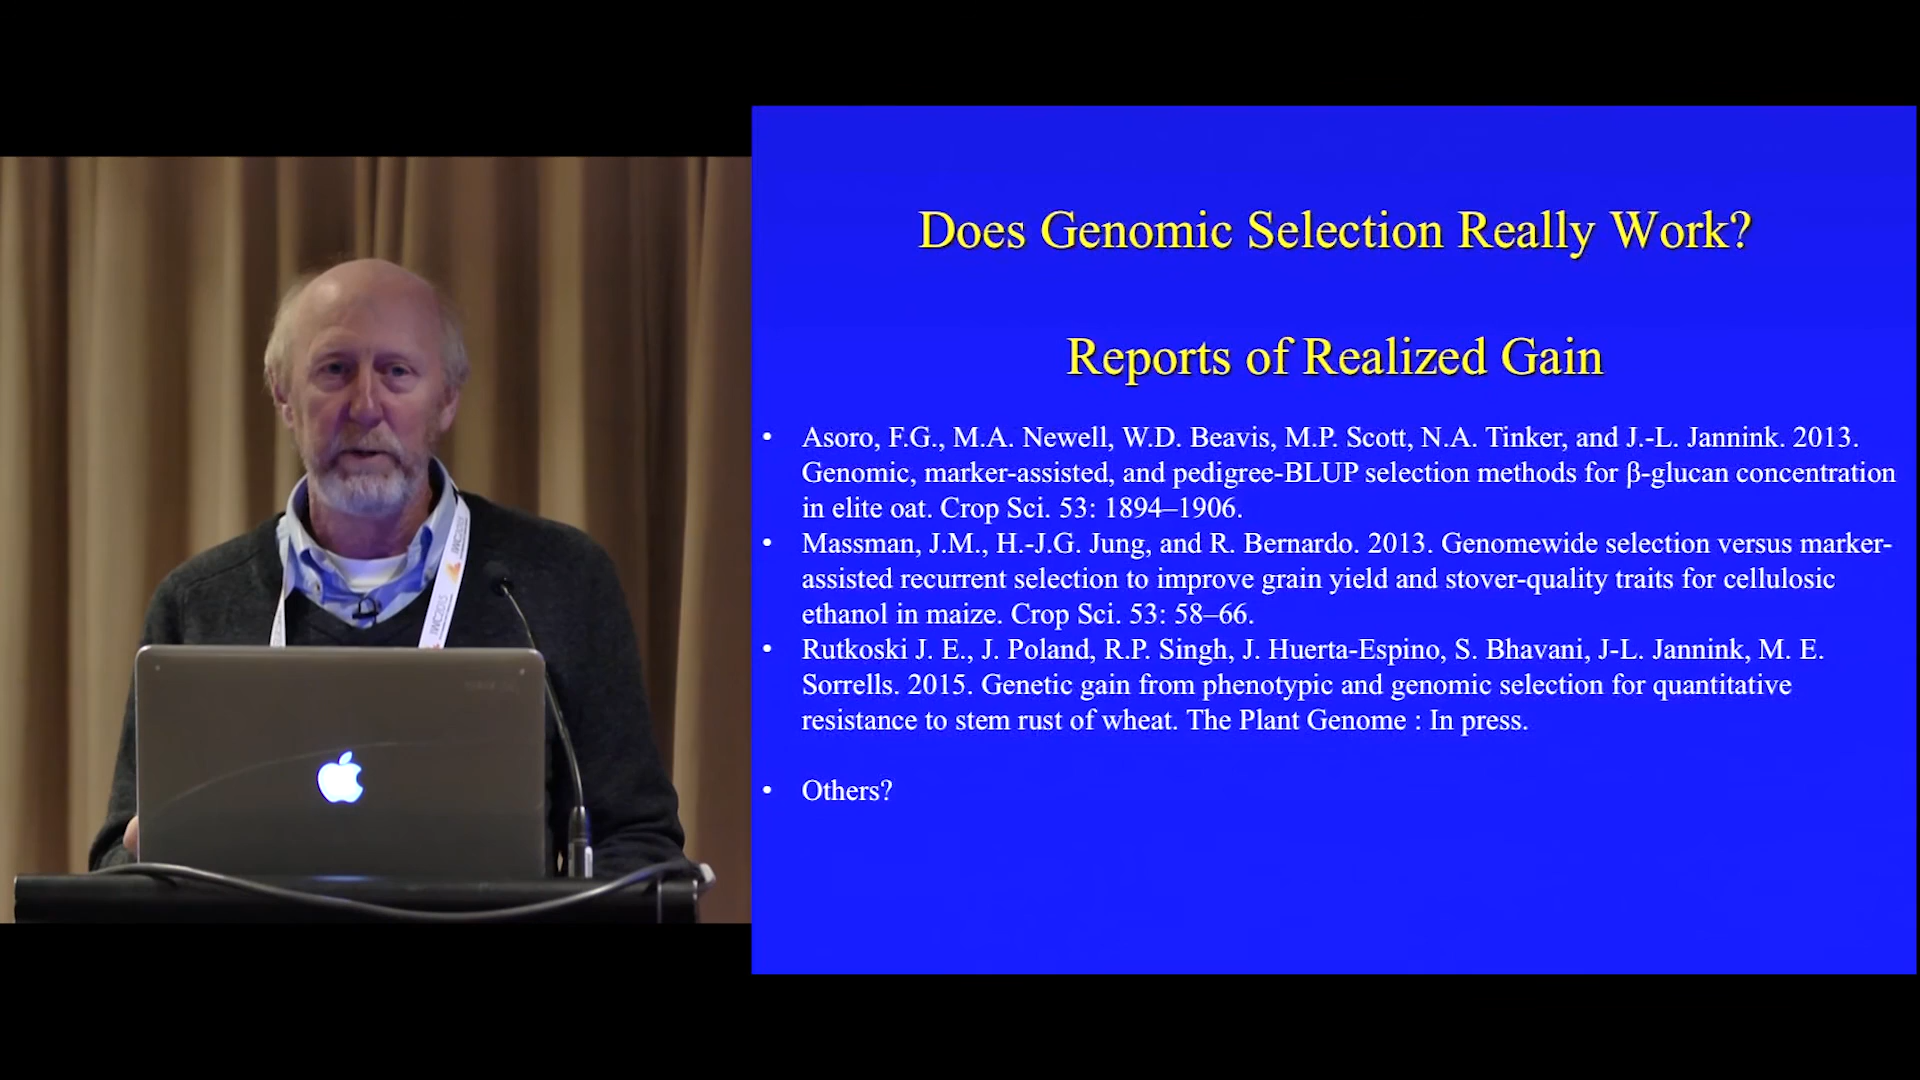 Does Genomic Selection Really Work?
Reports of Realized Gain
• Asoro, F.G., M.A. Newell, W.D. Beavis, M.P. Scott, N.A. Tinker, and J.-L. Jannink. 2013.
Genomic, marker-assisted, and pedigree-BLUP selection methods for β-glucan concentration
in elite oat. Crop Sci. 53: 1894–1906.
• Massman, J.M., H.-J.G. Jung, and R. Bernardo. 2013. Genomewide selection versus marker-
assisted recurrent selection to improve grain yield and stover-quality traits for cellulosic
ethanol in maize. Crop Sci. 53: 58–66.
• Rutkoski J. E., J. Poland, R.P. Singh, J. Huerta-Espino, S. Bhavani, J-L. Jannink, M. E.
Sorrells. 2015. Genetic gain from phenotypic and genomic selection for quantitative
resistance to stem rust of wheat. The Plant Genome : In press.
• Others?
IWC2015
IWC2015